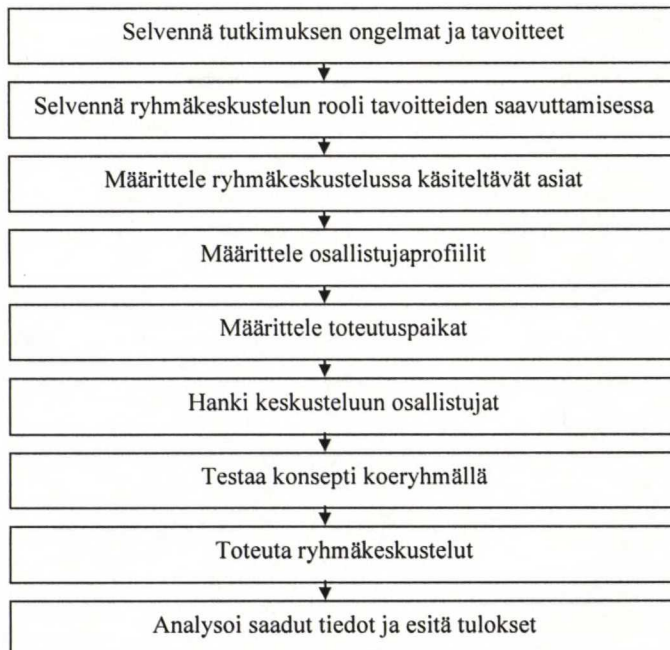 Selvennä tutkimuksen ongelmat ja tavoitteet
Selvennä ryhmäkeskustelun rooli tavoitteiden saavuttamisessa
Määrittele ryhmäkeskustelussa käsiteltävät asiat
Määrittele osallistujaprofiilit
Määrittele toteutuspaikat
Hanki keskusteluun osallistujat
Testaa konsepti koeryhmällä
Toteuta ryhmäkeskustelut
Analysoi saadut tiedot ja esitä tulokset